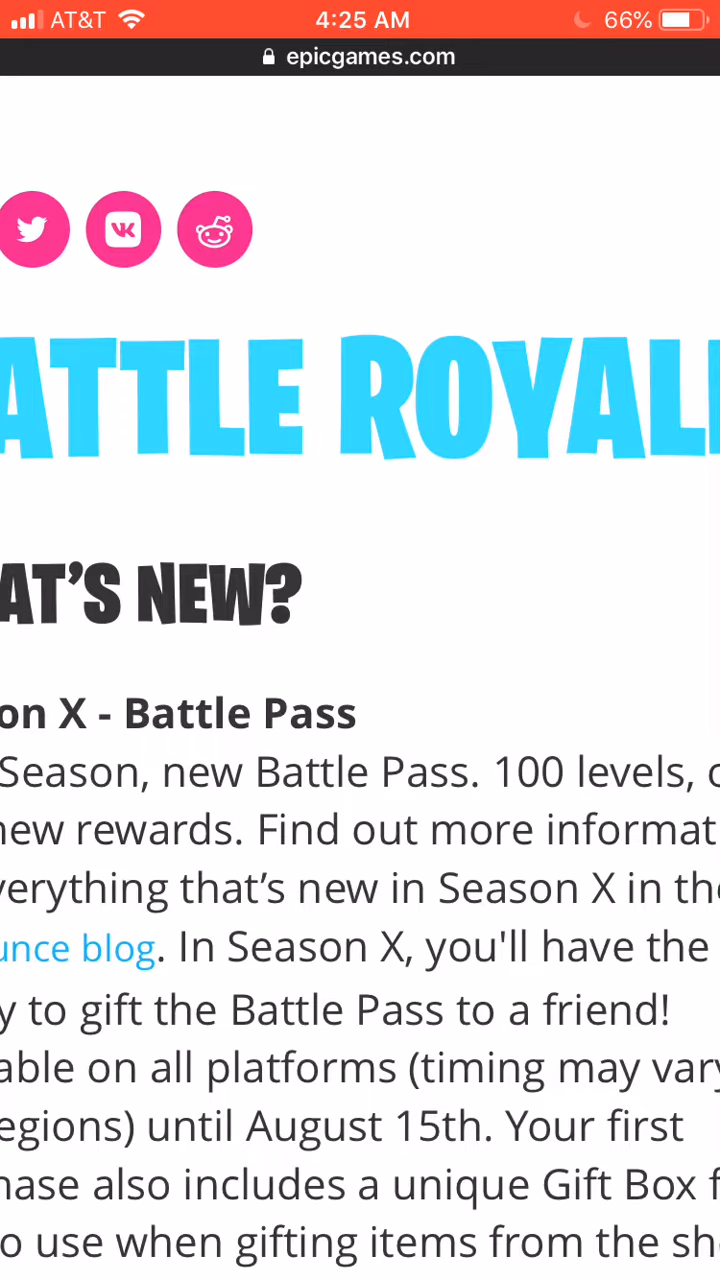 AT&T 4:25 AM 66%
epicgames.com
ATTLE ROYALE
AT’S NEW?
on X - Battle Pass
Season, new Battle Pass. 100 levels, o
new rewards. Find out more informat
verything that’s new in Season X in the
unce blog. In Season X, you'll have the
y to gift the Battle Pass to a friend!
able on all platforms (timing may vary
egions) until August 15th. Your first
hase also includes a unique Gift Box f
o use when gifting items from the sh